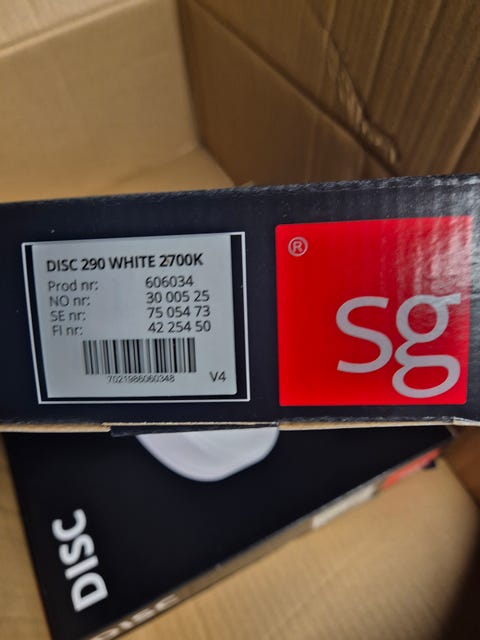 DISC 290 WHITE 2700K
Prod nr: 606034
NO nr: 30 005 25
SE nr: 75 054 73
FI nr: 42 254 50
7021986060348
V4
®
sg
DISC
DISC